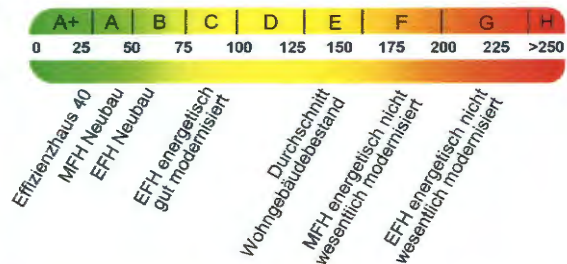 A+ A B C D E F G H
0 25 50 75 100 125 150 175 200 225 >250
Effizienzhaus 40
MFH Neubau
EFH Neubau
EFH energetisch
gut modernisiert
Durchschnitt
Wohngebäudebestand
MFH energetisch nicht
wesentlich modernisiert
EFH energetisch nicht
wesentlich modernisiert